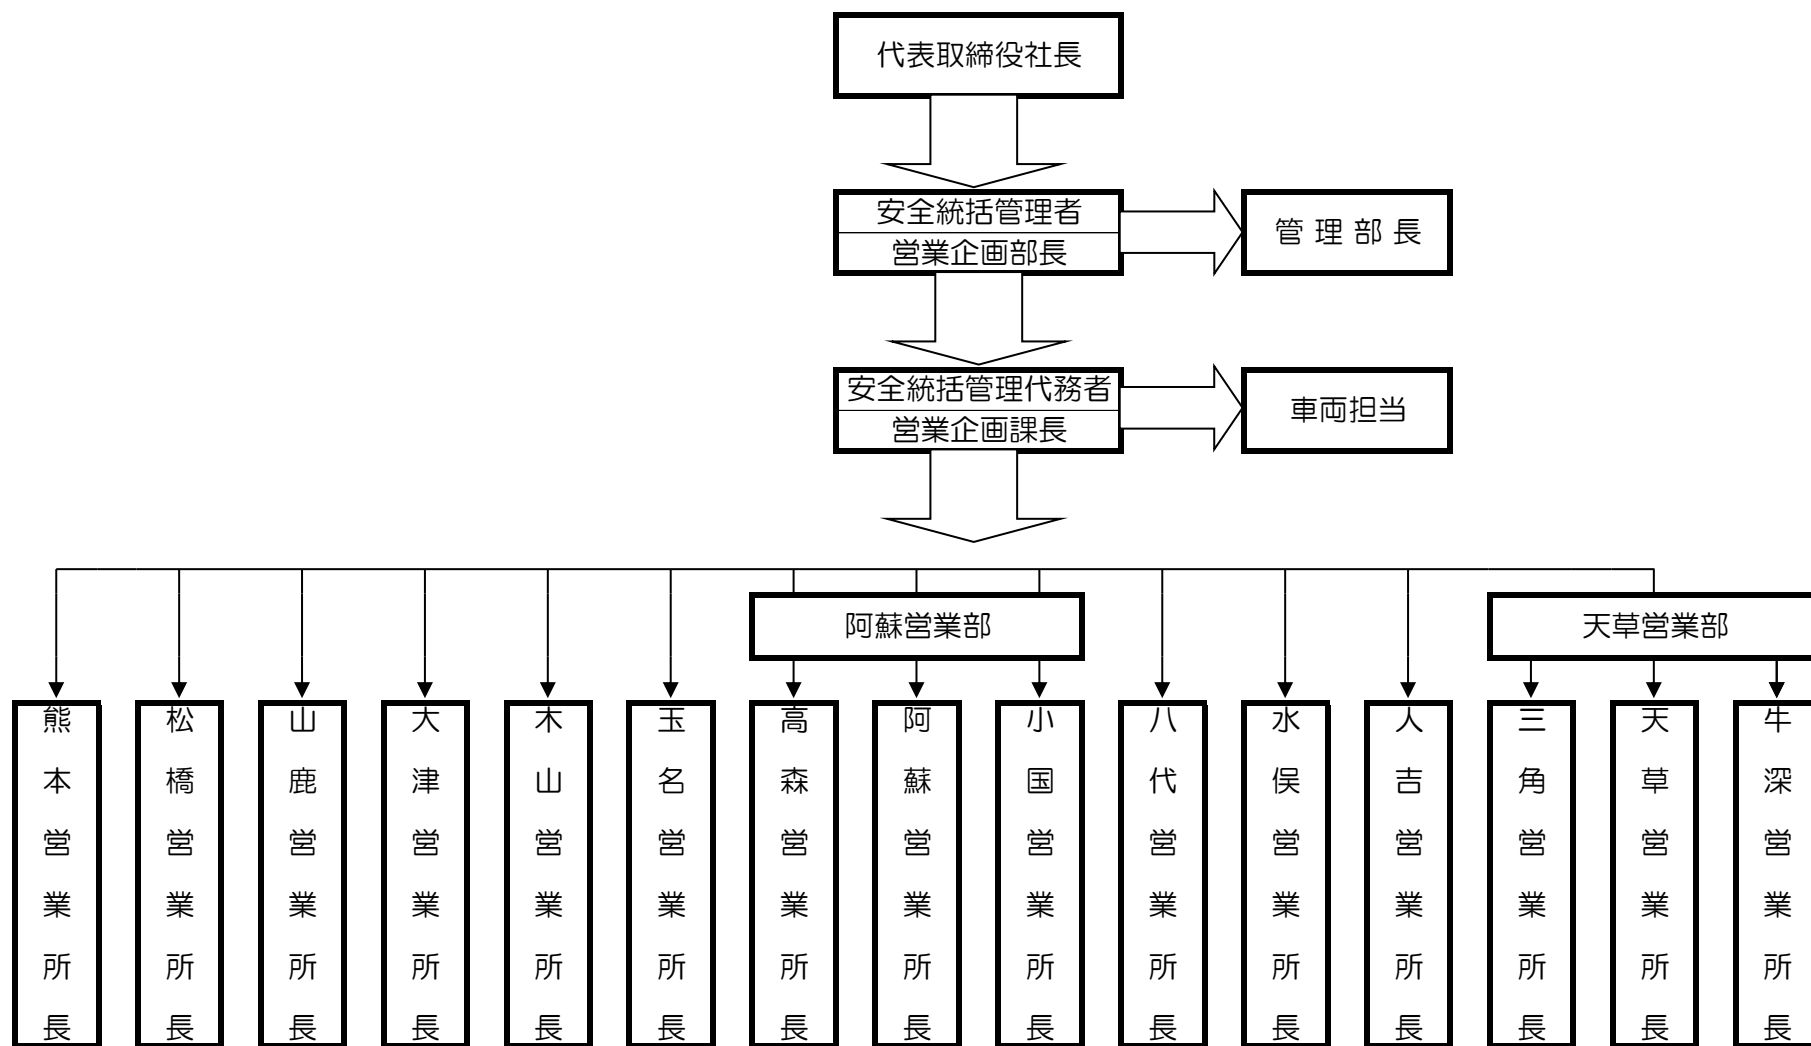 代表取締役社長
安全統括管理者
営業企画部長
管理部長
安全統括管理代務者
営業企画課長
車両担当
阿蘇営業部
天草営業部
熊本営業所長
松橋営業所長
山鹿営業所長
大津営業所長
木山営業所長
玉名営業所長
高森営業所長
阿蘇営業所長
小国営業所長
八代営業所長
水俣営業所長
人吉営業所長
三角営業所長
天草営業所長
牛深営業所長